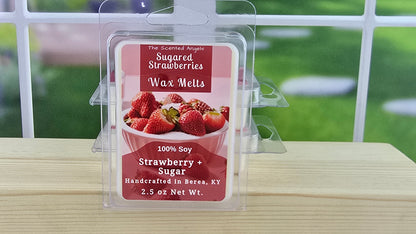 The Scented Angels
Sugared
Strawberries
Wax Melts
100% Soy
Strawberry +
Sugar
Handcrafted in Berea, KY
2.5 oz Net Wt.